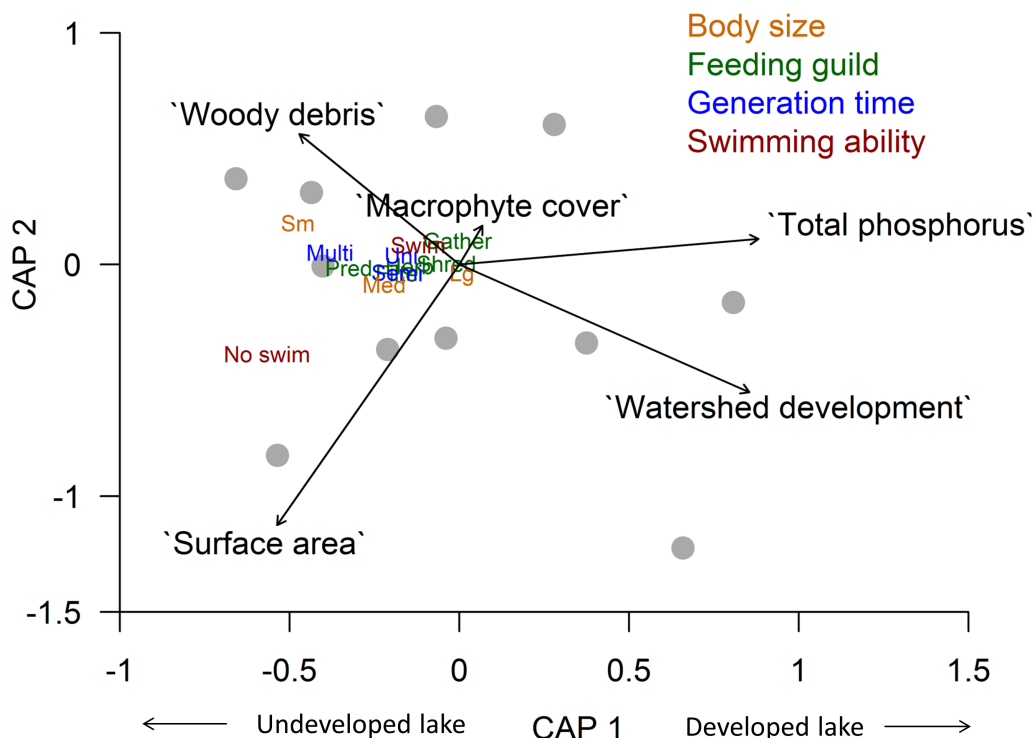 1
Body size
Feeding guild
Generation time
Swimming ability
`Woody debris`
`Macrophyte cover`
`Total phosphorus`
Sm
Gather
Swim
Multi
Uni
Shred
CAP 2
0
Pred
Herb
Semi
Lg
Med
No swim
`Watershed development`
-1
`Surface area`
-1.5
-1 -0.5 0 0.5 1 1.5
Undeveloped lake CAP 1 Developed lake